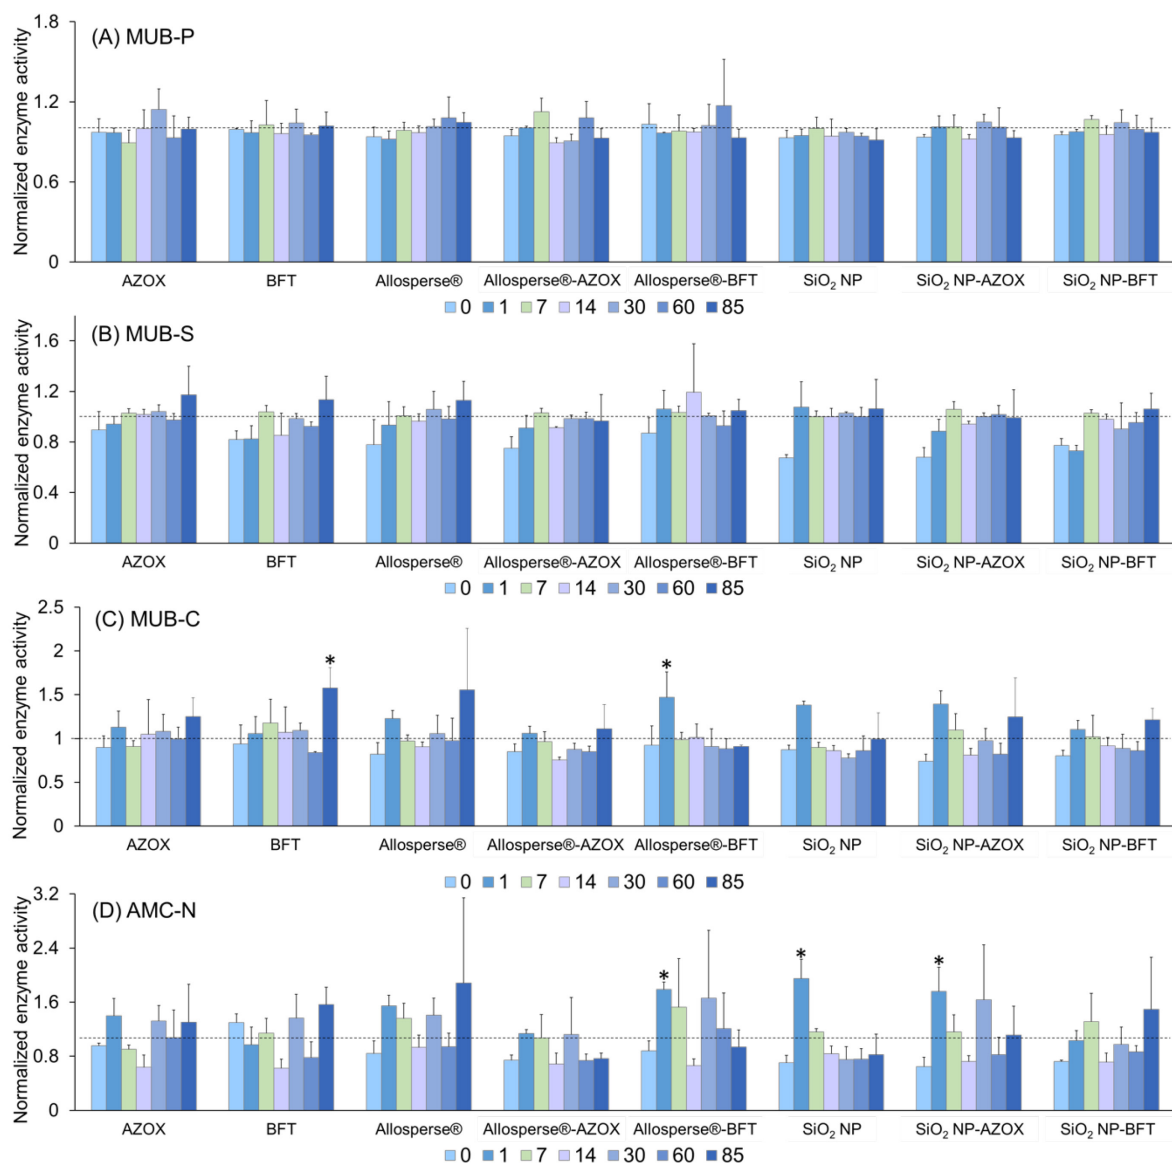 (A) MUB-P
Normalized enzyme activity
1.8
1.2
0.6
0
AZOX BFT Allosperse® Allosperse®-AZOX Allosperse®-BFT SiO₂ NP SiO₂ NP-AZOX SiO₂ NP-BFT
0 1 7 14 30 60 85
(B) MUB-S
Normalized enzyme activity
1.6
1.2
0.8
0.4
0
AZOX BFT Allosperse® Allosperse®-AZOX Allosperse®-BFT SiO₂ NP SiO₂ NP-AZOX SiO₂ NP-BFT
0 1 7 14 30 60 85
(C) MUB-C
Normalized enzyme activity
2.5
2
1.5
1
0.5
0
*
*
AZOX BFT Allosperse® Allosperse®-AZOX Allosperse®-BFT SiO₂ NP SiO₂ NP-AZOX SiO₂ NP-BFT
0 1 7 14 30 60 85
(D) AMC-N
Normalized enzyme activity
3.2
2.4
1.6
0.8
0
* * *
AZOX BFT Allosperse® Allosperse®-AZOX Allosperse®-BFT SiO₂ NP SiO₂ NP-AZOX SiO₂ NP-BFT
0 1 7 14 30 60 85